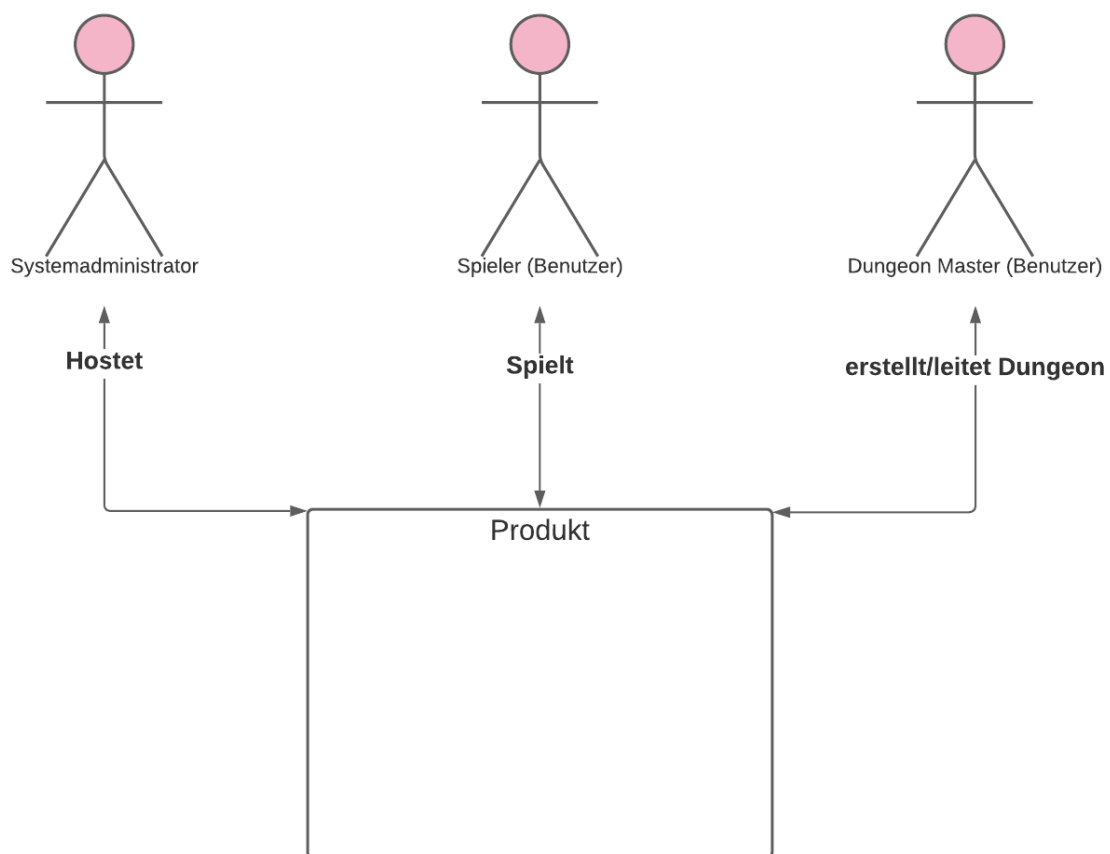 Systemadministrator
Spieler (Benutzer)
Dungeon Master (Benutzer)
Hostet
Spielt
erstellt/leitet Dungeon
Produkt